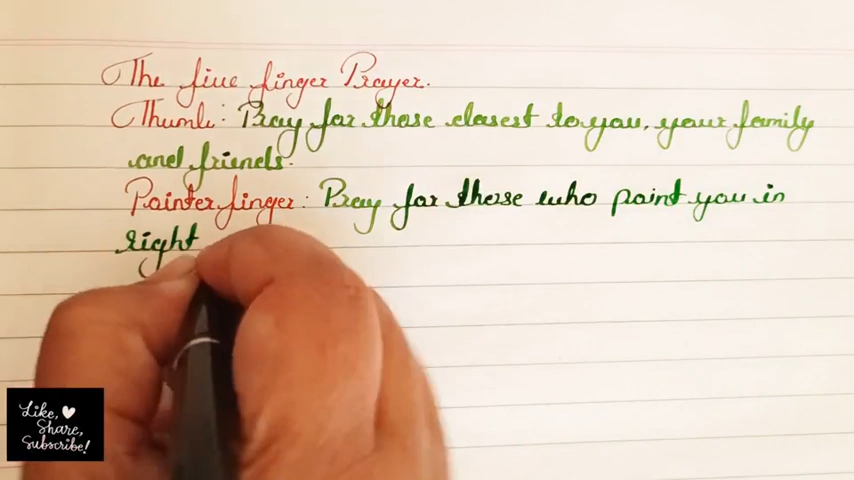 The five finger Prayer.
Thumb: Pray for those closest to you, your family
and friends.
Pointer finger: Pray for those who point you in
right
Like,
Share,
Subscribe!